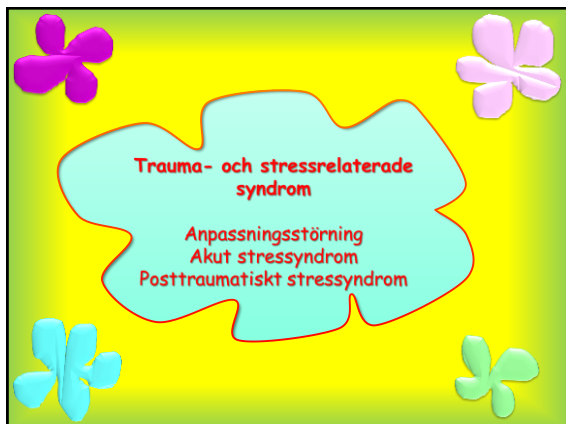 Trauma- och stressrelaterade
syndrom
Anpassningsstörning
Akut stressyndrom
Posttraumatiskt stressyndrom